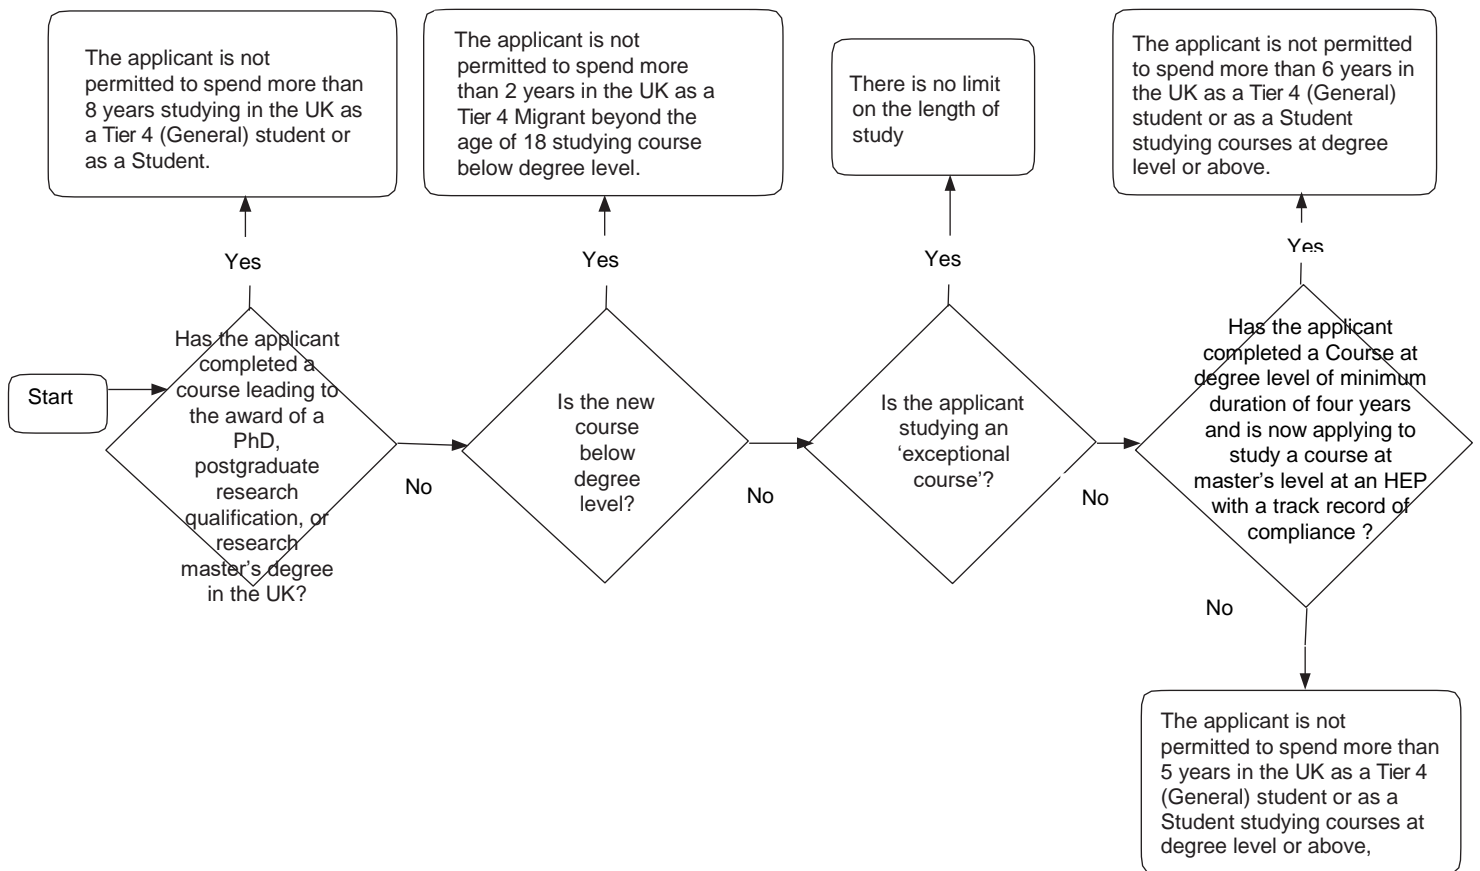 The applicant is not
permitted to spend more than
8 years studying in the UK as
a Tier 4 (General) student or
as a Student.
The applicant is not
permitted to spend more
than 2 years in the UK as a
Tier 4 Migrant beyond the
age of 18 studying course
below degree level.
There is no limit
on the length of
study
The applicant is not permitted
to spend more than 6 years in
the UK as a Tier 4 (General)
student or as a Student
studying courses at degree
level or above.
Yes
Yes
Yes
Yes
Start
Has the applicant
completed a
course leading to
the award of a
PhD,
postgraduate
research
qualification, or
research
master's degree
in the UK?
No
Is the new
course
below
degree
level?
No
Is the applicant
studying an
‘exceptional
course’?
No
Has the applicant
completed a Course at
degree level of minimum
duration of four years
and is now applying to
study a course at
master’s level at an HEP
with a track record of
compliance ?
No
The applicant is not
permitted to spend more than
5 years in the UK as a Tier 4
(General) student or as a
Student studying courses at
degree level or above,